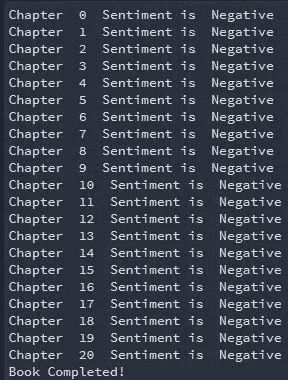 Chapter  0  Sentiment is  Negative
Chapter  1  Sentiment is  Negative
Chapter  2  Sentiment is  Negative
Chapter  3  Sentiment is  Negative
Chapter  4  Sentiment is  Negative
Chapter  5  Sentiment is  Negative
Chapter  6  Sentiment is  Negative
Chapter  7  Sentiment is  Negative
Chapter  8  Sentiment is  Negative
Chapter  9  Sentiment is  Negative
Chapter  10  Sentiment is  Negative
Chapter  11  Sentiment is  Negative
Chapter  12  Sentiment is  Negative
Chapter  13  Sentiment is  Negative
Chapter  14  Sentiment is  Negative
Chapter  15  Sentiment is  Negative
Chapter  16  Sentiment is  Negative
Chapter  17  Sentiment is  Negative
Chapter  18  Sentiment is  Negative
Chapter  19  Sentiment is  Negative
Chapter  20  Sentiment is  Negative
Book Completed!